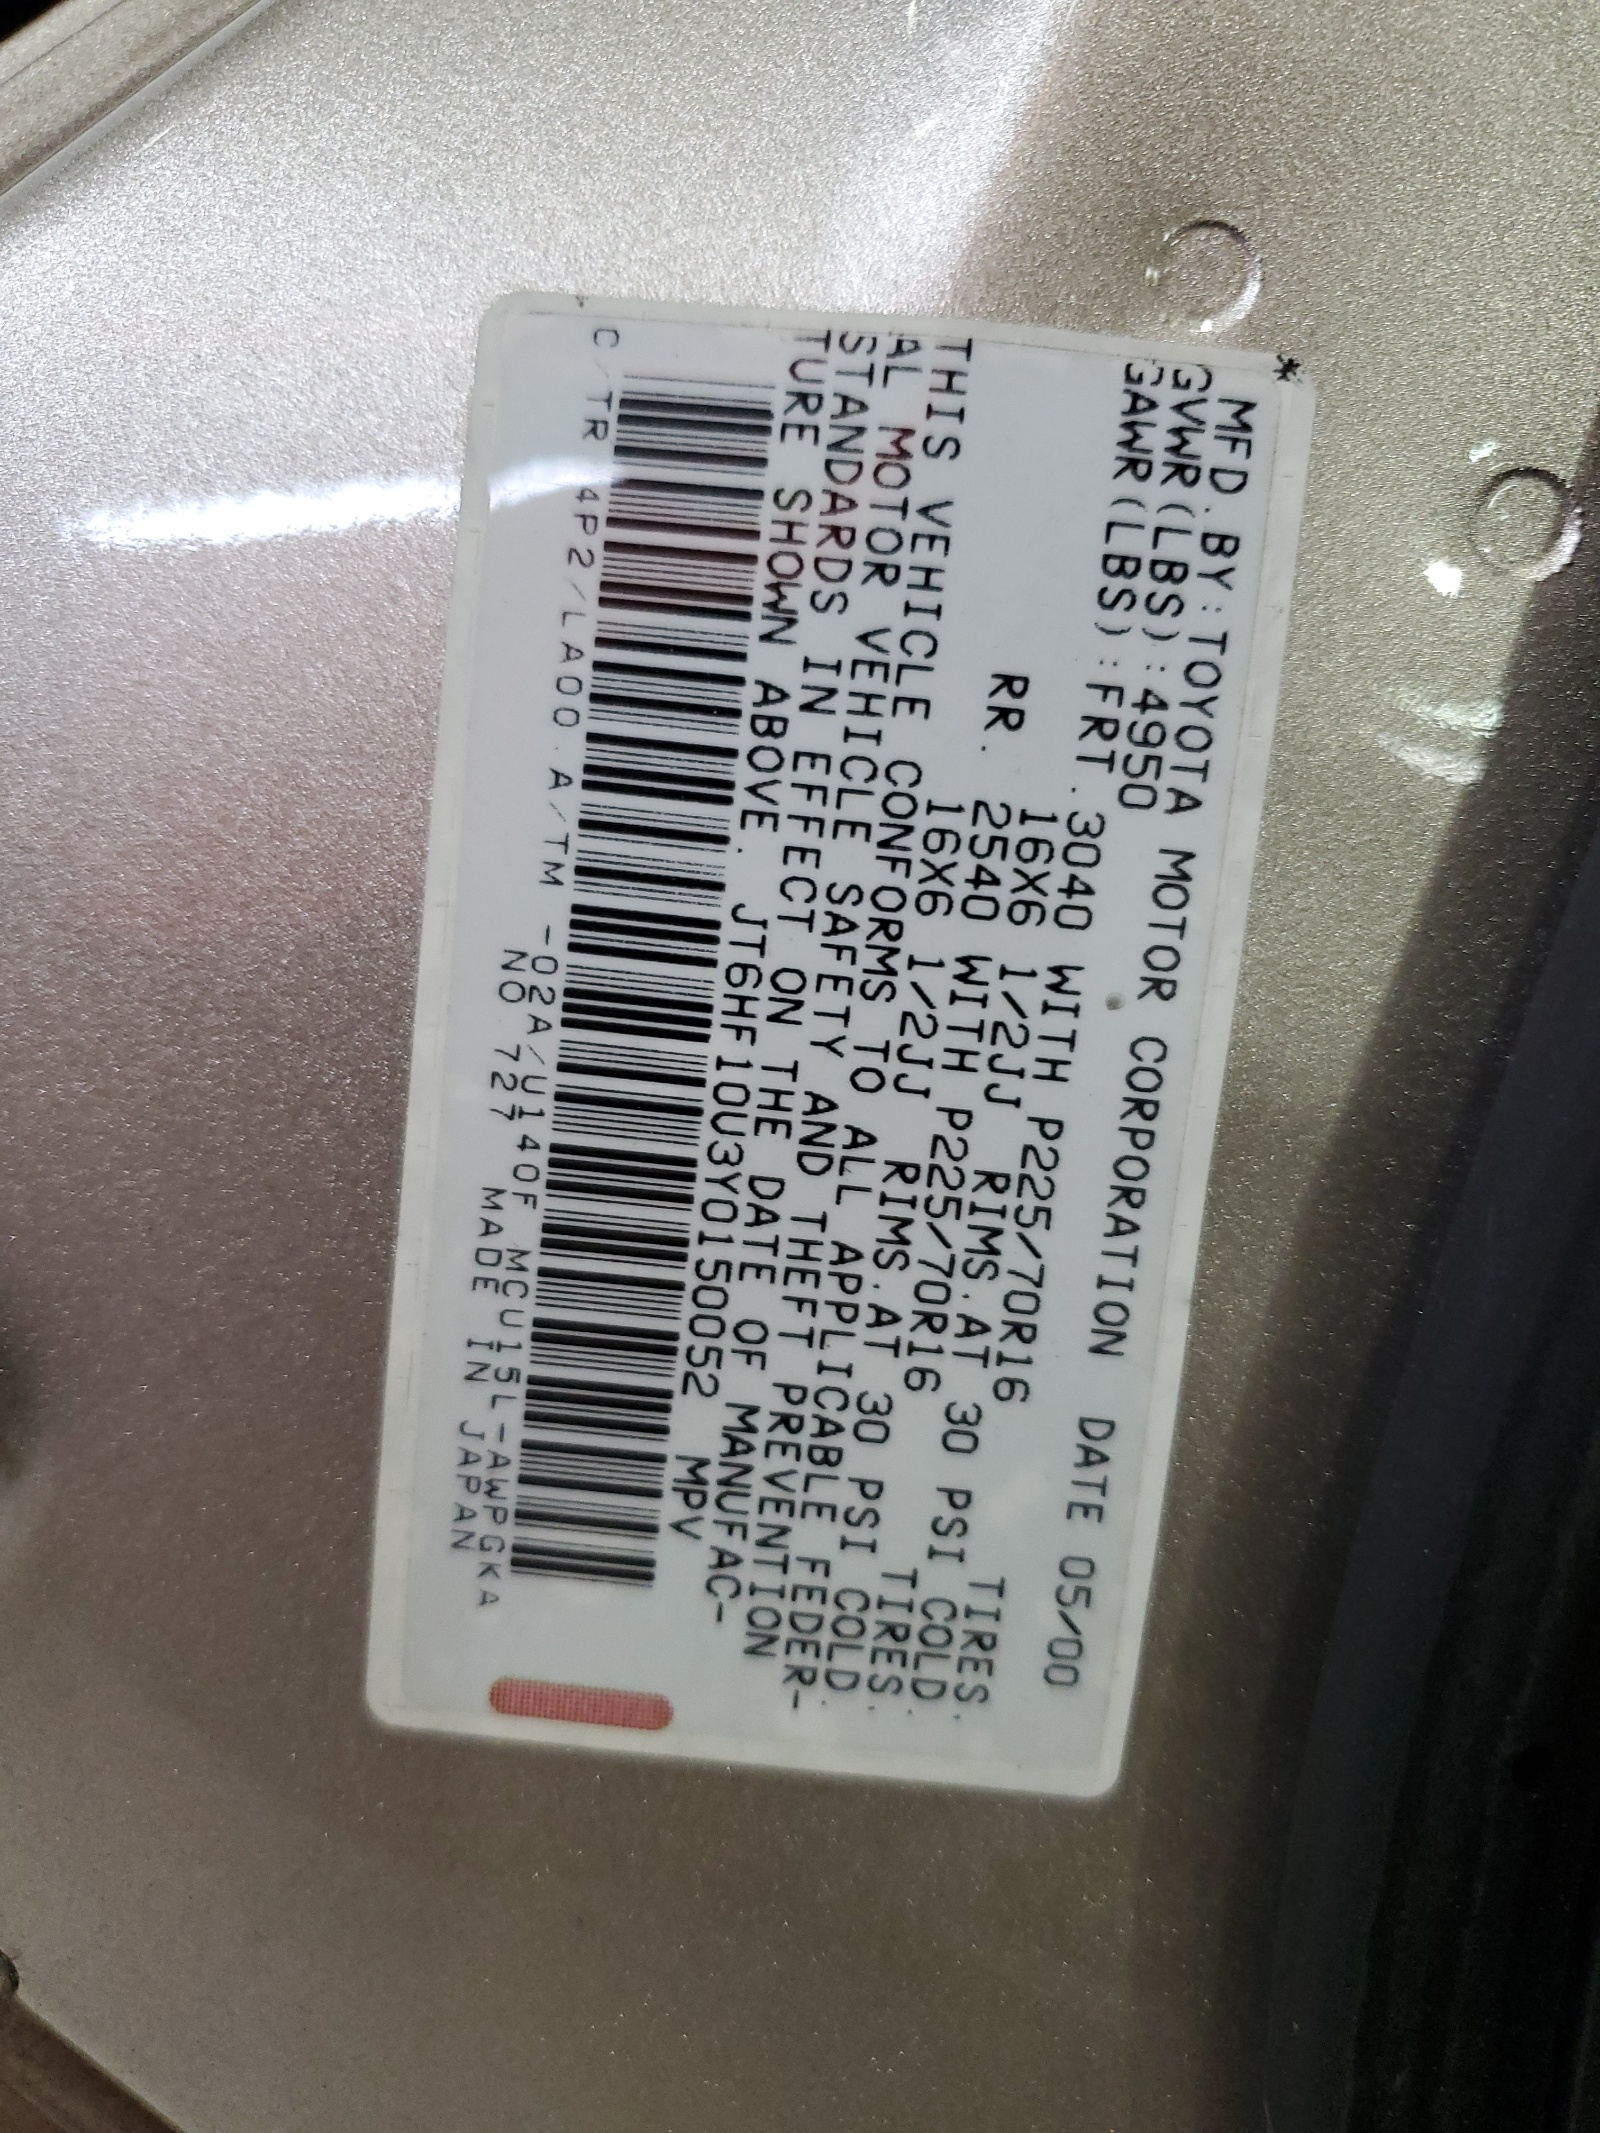 *
MFD.BY:TOYOTA MOTOR CORPORATION DATE 05/00
GVWR(LBS):4950
GAWR(LBS):FRT.3040 WITH P225/70R16 TIRES.
16X6 1/2JJ RIMS.AT 30 PSI COLD.
RR. 2540 WITH P225/70R16 TIRES.
16X6 1/2JJ RIMS.AT 30 PSI COLD.
THIS VEHICLE CONFORMS TO ALL APPLICABLE FEDER-
AL MOTOR VEHICLE SAFETY AND THEFT PREVENTION
STANDARDS IN EFFECT ON THE DATE OF MANUFAC-
TURE SHOWN ABOVE. JT6HF10U3Y0150052 MPV
C/TR 4P2/LA00.A/TM -02A/U140F MCU15L-AWPGKA
NO 727 MADE IN JAPAN